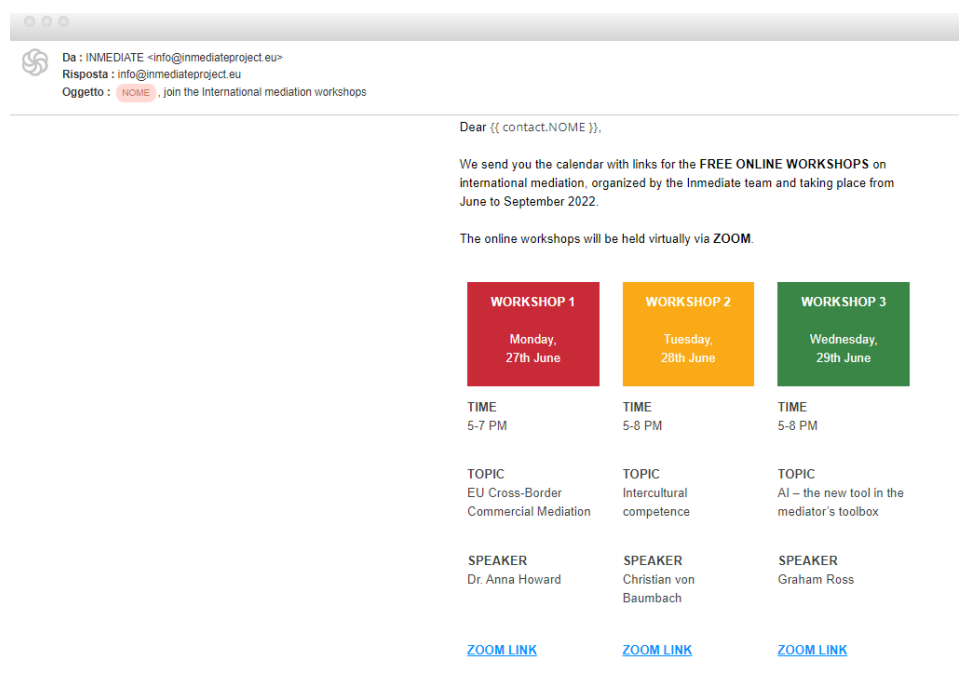 Da : INMEDIATE <info@inmediateproject.eu>
Risposta : info@inmediateproject.eu
Oggetto : NOME , join the International mediation workshops
Dear {{ contact.NOME }},
We send you the calendar with links for the FREE ONLINE WORKSHOPS on
international mediation, organized by the Inmediate team and taking place from
June to September 2022.
The online workshops will be held virtually via ZOOM.
WORKSHOP 1
Monday,
27th June
TIME
5-7 PM
TOPIC
EU Cross-Border
Commercial Mediation
SPEAKER
Dr. Anna Howard
ZOOM LINK
WORKSHOP 2
Tuesday,
28th June
TIME
5-8 PM
TOPIC
Intercultural
competence
SPEAKER
Christian von
Baumbach
ZOOM LINK
WORKSHOP 3
Wednesday,
29th June
TIME
5-8 PM
TOPIC
AI – the new tool in the
mediator's toolbox
SPEAKER
Graham Ross
ZOOM LINK